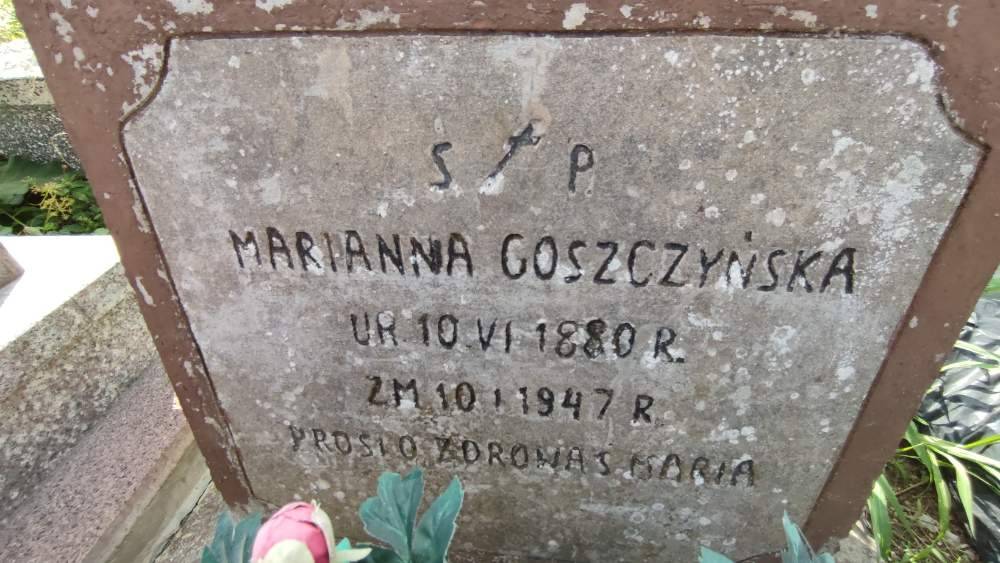 Ś P
MARIANNA GOSZCZYŃSKA
UR. 10 VI 1880 R.
ZM 10 I 1947 R
PROSI O ZDROWAŚ MARIA